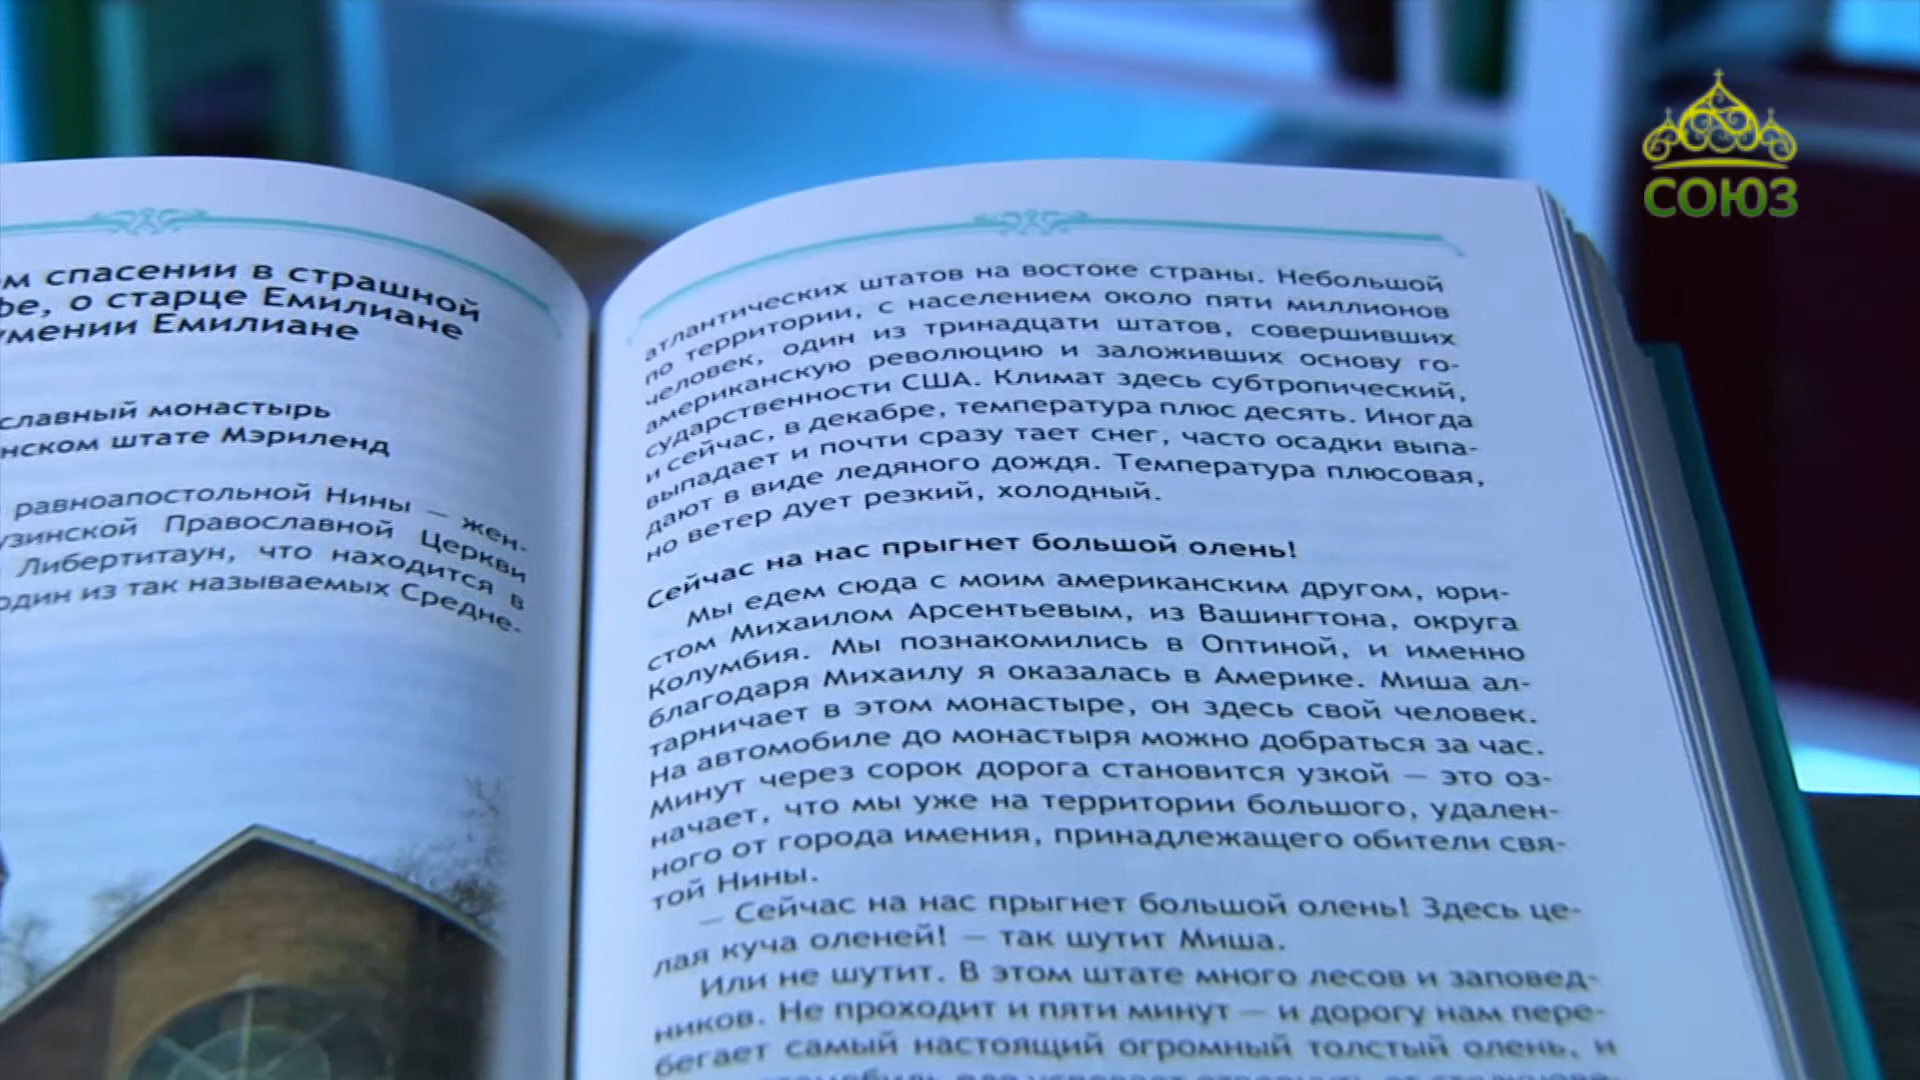 СОЮЗ
спасении в страшной
о старце Емилиане
Емилиане
монастырь
штате Мэриленд
равноапостольной Нины — жен-
Православной Церкви
Либертитаун, что находится в
один из так называемых Средне-
атлантических штатов на востоке страны. Небольшой
по территории, с населением около пяти миллионов
человек, один из тринадцати штатов, совершивших
американскую революцию и заложивших основу го-
сударственности США. Климат здесь субтропический,
и сейчас, в декабре, температура плюс десять. Иногда
выпадает и почти сразу тает снег, часто осадки выпа-
дают в виде ледяного дождя. Температура плюсовая,
но ветер дует резкий, холодный.
Сейчас на нас прыгнет большой олень!
Мы едем сюда с моим американским другом, юри-
стом Михаилом Арсентьевым, из Вашингтона, округа
Колумбия. Мы познакомились в Оптиной, и именно
благодаря Михаилу я оказалась в Америке. Миша ал-
тарничает в этом монастыре, он здесь свой человек.
На автомобиле до монастыря можно добраться за час.
Минут через сорок дорога становится узкой — это оз-
начает, что мы уже на территории большого, удален-
ного от города имения, принадлежащего обители свя-
той Нины.
— Сейчас на нас прыгнет большой олень! Здесь це-
лая куча оленей! — так шутит Миша.
Или не шутит. В этом штате много лесов и заповед-
ников. Не проходит и пяти минут — и дорогу нам пере-
бегает самый настоящий огромный толстый олень, и